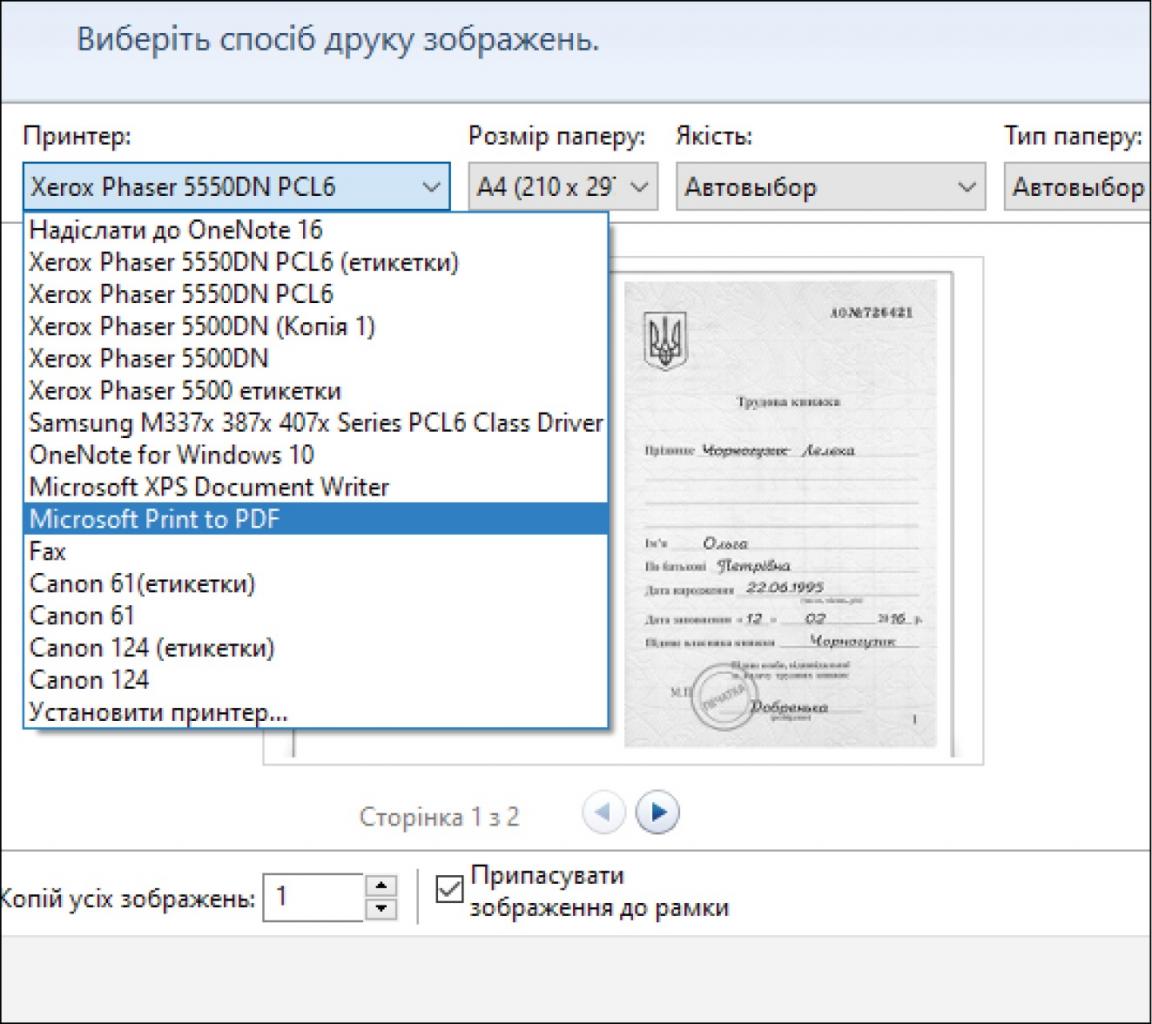 Виберіть спосіб друку зображень.
Принтер:
Розмір паперу:
Якість:
Тип паперу:
Xerox Phaser 5550DN PCL6
A4 (210 x 29
Автовыбор
Автовыбор
Надіслати до OneNote 16
Xerox Phaser 5550DN PCL6 (етикетки)
Xerox Phaser 5550DN PCL6
Xerox Phaser 5500DN (Копія 1)
Xerox Phaser 5500DN
Xerox Phaser 5500 етикетки
Samsung M337x 387x 407x Series PCL6 Class Driver
OneNote for Windows 10
Microsoft XPS Document Writer
Microsoft Print to PDF
Fax
Canon 61(етикетки)
Canon 61
Canon 124 (етикетки)
Canon 124
Установити принтер...
АО№726421
Трудова книжка
Прізвище Чорногузик Лелека
Ім'я Ольга
По батькові Петрівна
Дата народження 22.06.1995
Дата заповнення «12» 02 2016 р.
Підпис власника книжки Чорногузик
Підпис особи, відповідальної
за видачу трудових книжок
М.П
ПЕЧАТКА
Добренька
1
Сторінка 1 з 2
Копій усіх зображень:
1
Припасувати
зображення до рамки